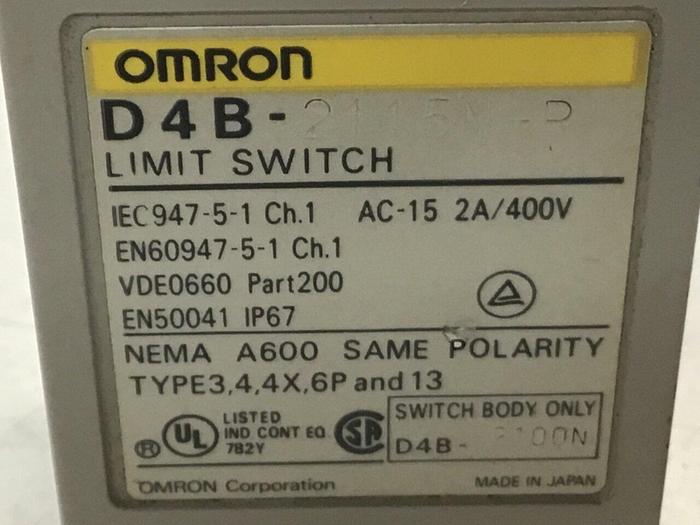 OMRON
D4B-
LIMIT SWITCH
IEC947-5-1 Ch.1 AC-15 2A/400V
EN60947-5-1 Ch.1
VDE0660 Part200
EN50041 IP67
NEMA A600 SAME POLARITY
TYPE3,4,4X,6P and 13
® UL LISTED
IND CONT EQ
782Y
SA
SWITCH BODY ONLY
D4B-
OMRON Corporation MADE IN JAPAN